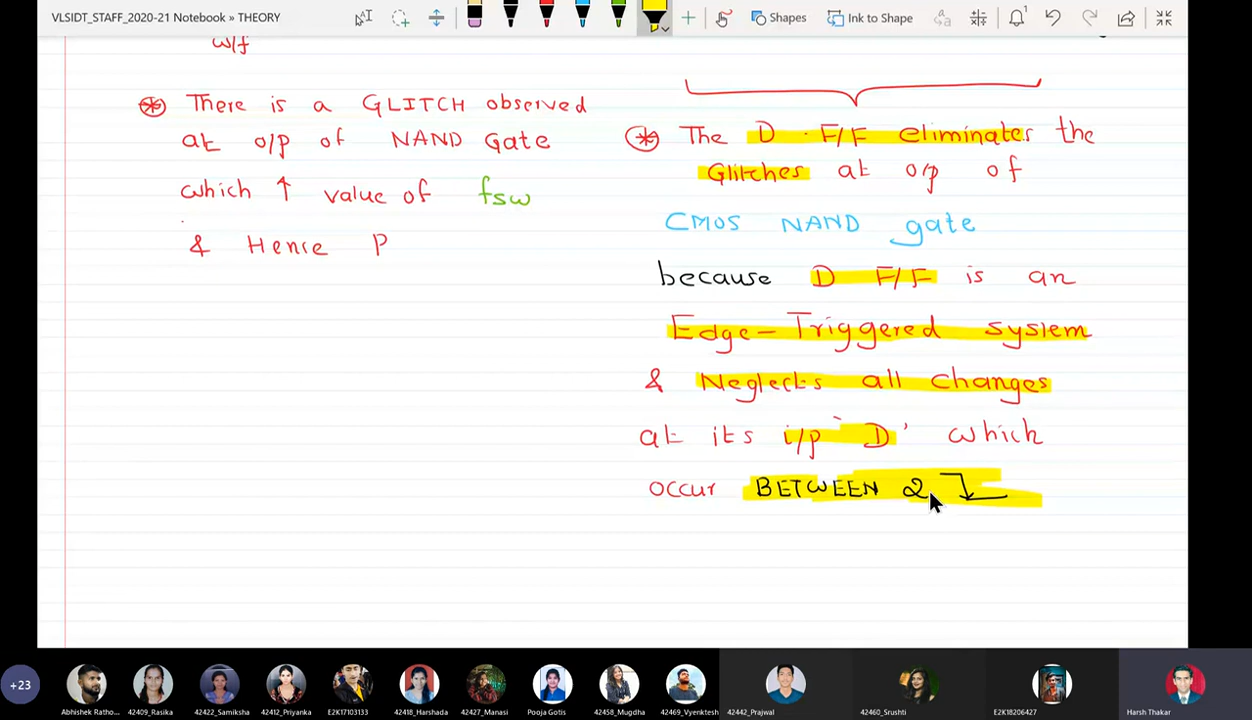 VLSIDT_STAFF_2020-21 Notebook » THEORY
Shapes
Ink to Shape
w/f
There is a GLITCH observed
at o/p of NAND Gate
which ↑ value of fsw
& Hence P
The D F/F eliminates the
Glitches at o/p of
CMOS NAND gate
because D F/F is an
Edge-Triggered system
& Neglects all changes
at its i/p `D' which
occur BETWEEN 2
+23
Abhishek Ratho...
42409_Rasika
42422_Samiksha
42412_Priyanka
E2K17103133
42418_Harshada
42427_Manasi
Pooja Gotis
42458_Mugdha
42469_Vyenktesh
42442_Prajwal
42460_Srushti
E2K18206427
Harsh Thakar